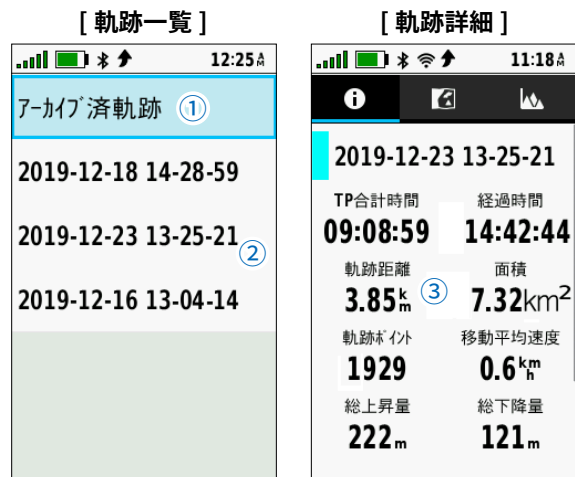 [ 軌跡一覧 ]
12:25
ｱｰｶｲﾌﾞ済軌跡 ①
2019-12-18 14-28-59
2019-12-23 13-25-21
②
2019-12-16 13-04-14
[ 軌跡詳細 ]
11:18
2019-12-23 13-25-21
TP合計時間 経過時間
09:08:59 14:42:44
軌跡距離 面積
3.85km ③ 7.32km²
軌跡ﾎﾟｲﾝﾄ 移動平均速度
1929 0.6km/h
総上昇量 総下降量
222m 121m